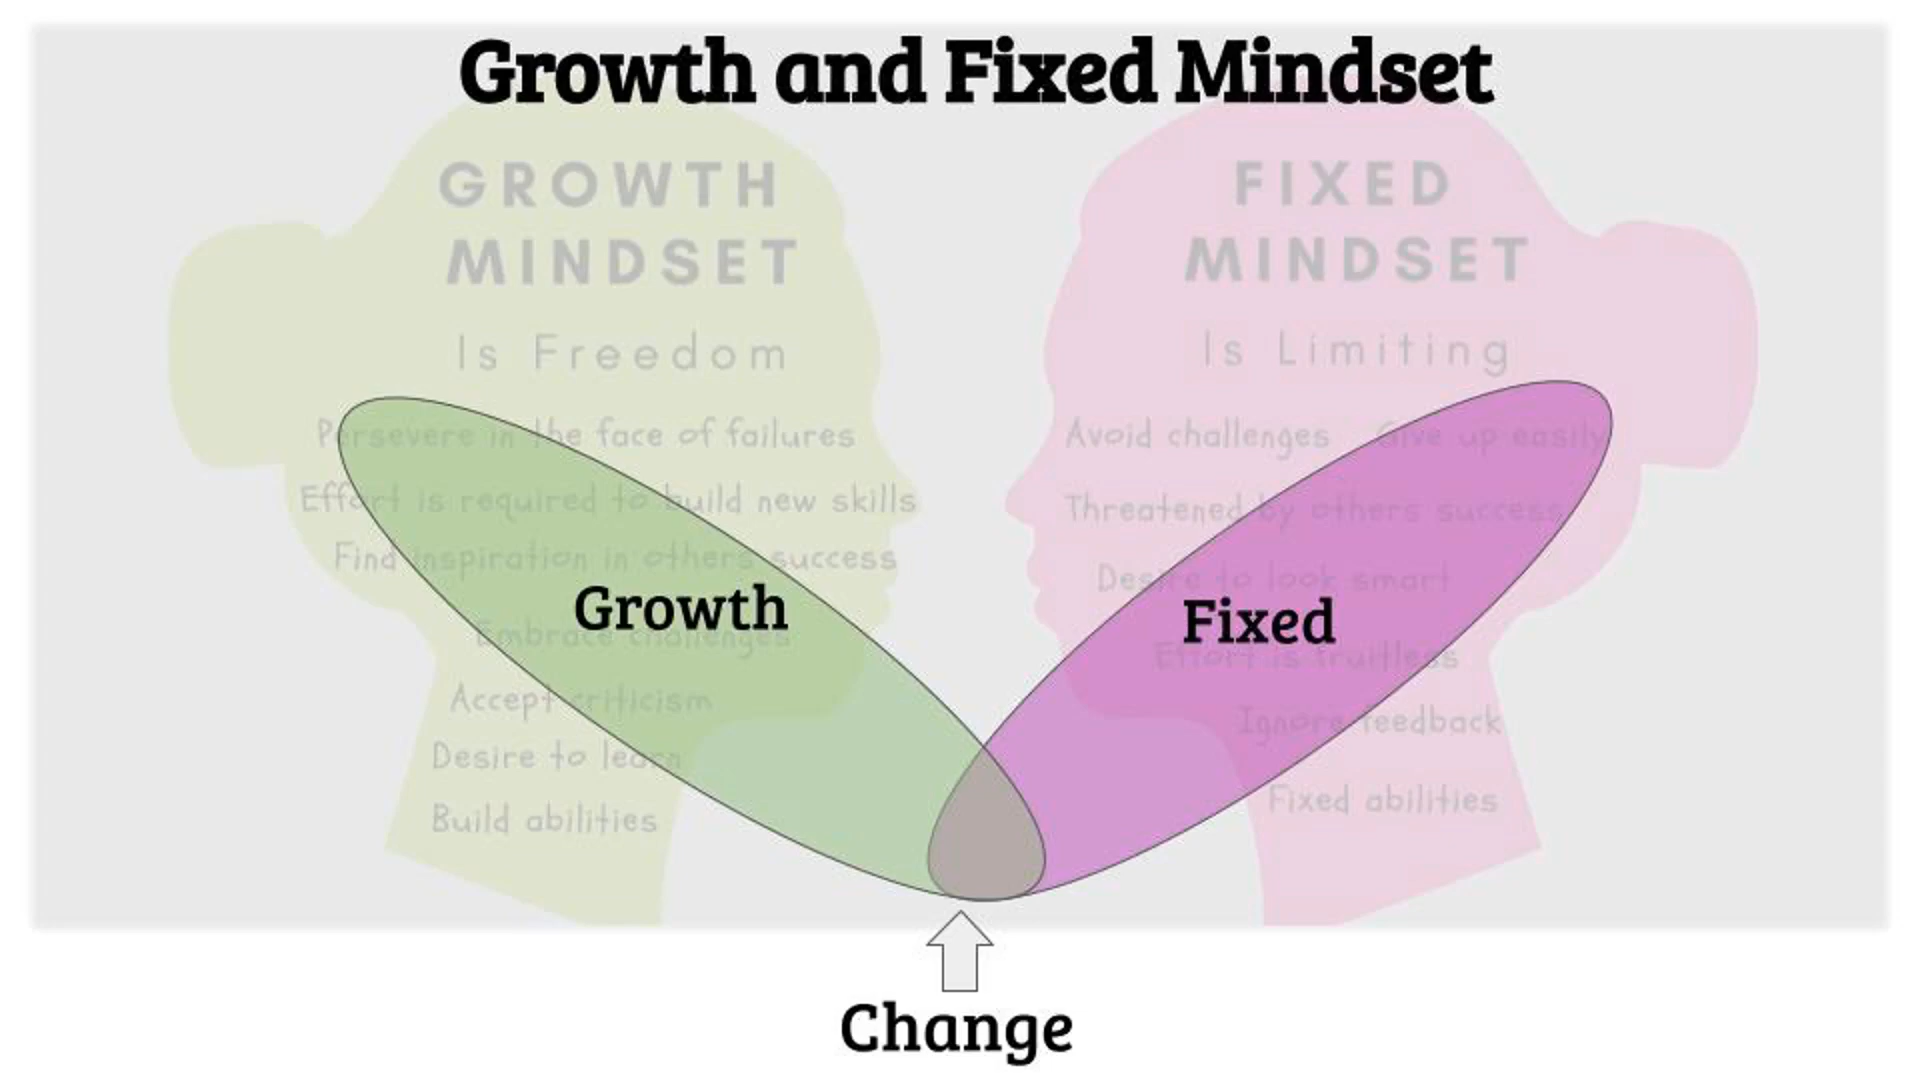 Growth and Fixed Mindset
GROWTH
MINDSET
Is Freedom
Persevere in the face of failures
Effort is required to build new skills
Find inspiration in others success
Embrace challenges
Accept criticism
Desire to learn
Build abilities
FIXED
MINDSET
Is Limiting
Avoid challenges Give up easily
Threatened by others success
Desire to look smart
Effort is fruitless
Ignore feedback
Fixed abilities
Growth
Fixed
Change